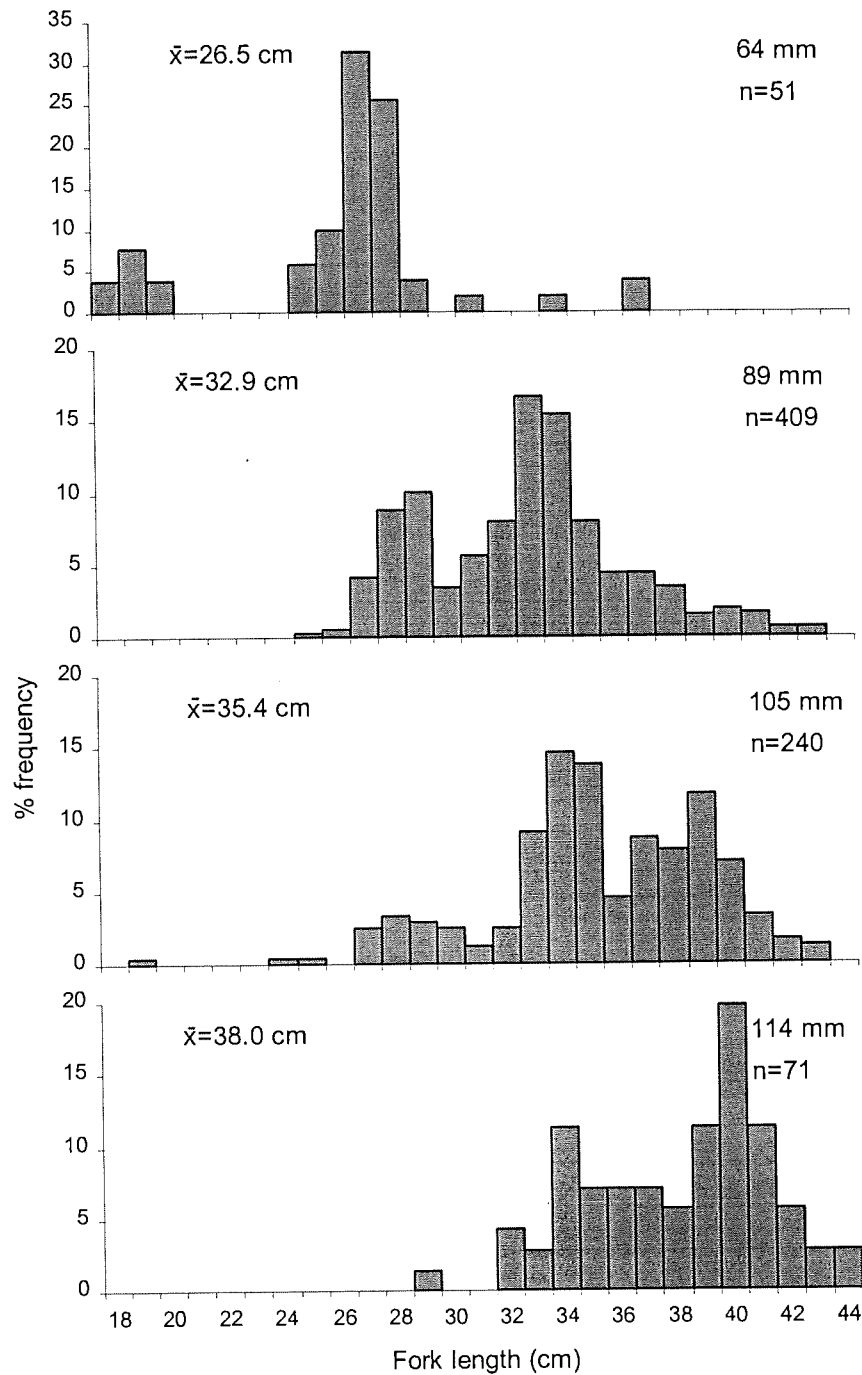 35
30
25
20
15
10
5
0
x̄=26.5 cm
64 mm
n=51
20
15
10
5
0
x̄=32.9 cm
89 mm
n=409
% frequency
20
15
10
5
0
x̄=35.4 cm
105 mm
n=240
20
15
10
5
0
x̄=38.0 cm
114 mm
n=71
18 20 22 24 26 28 30 32 34 36 38 40 42 44
Fork length (cm)